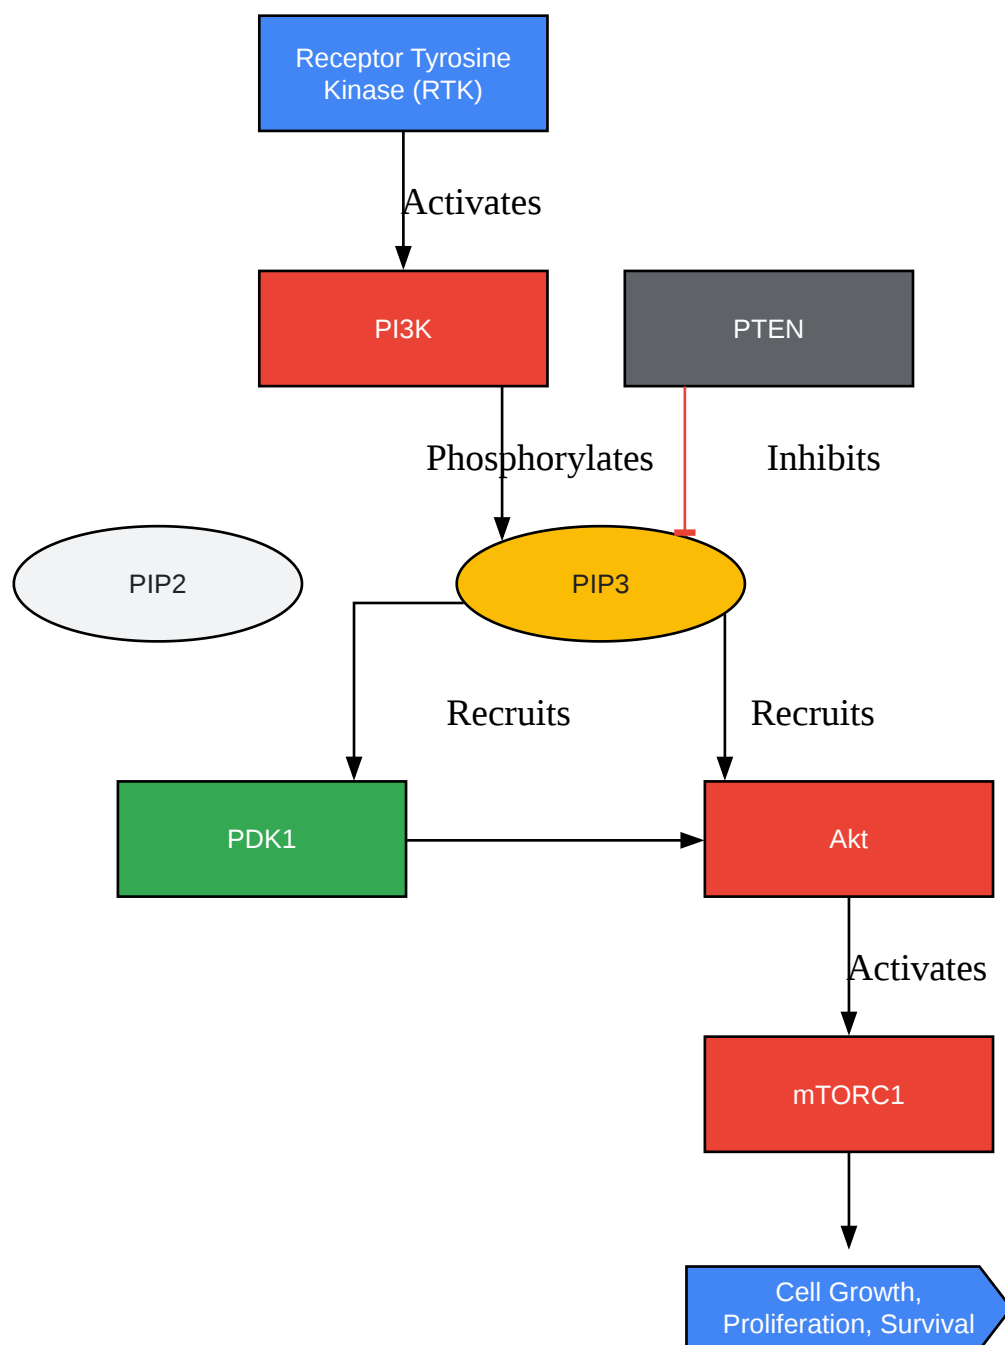 Receptor Tyrosine
Kinase (RTK)
Activates
PI3K
PTEN
Phosphorylates
Inhibits
PIP2
PIP3
Recruits
Recruits
PDK1
Akt
Activates
mTORC1
Cell Growth,
Proliferation, Survival